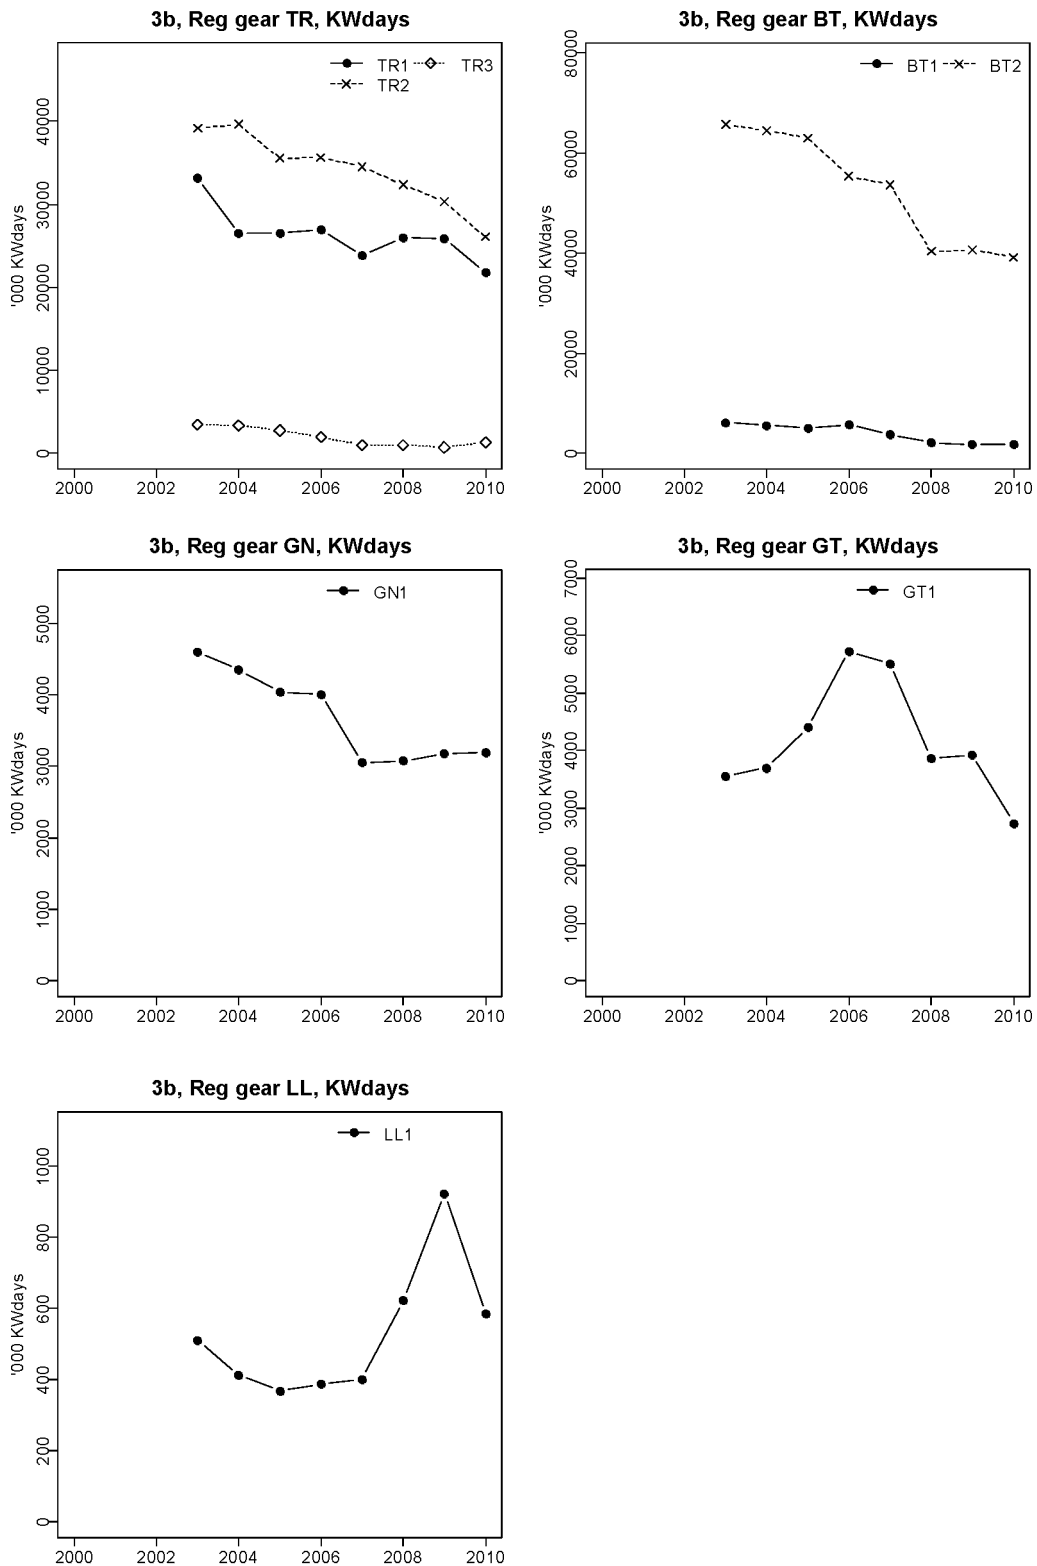 3b, Reg gear TR, KWdays
TR1 TR3
TR2
'000 KWdays
40000
30000
20000
10000
0
2000 2002 2004 2006 2008 2010
3b, Reg gear BT, KWdays
BT1 BT2
'000 KWdays
80000
60000
40000
20000
0
2000 2002 2004 2006 2008 2010
3b, Reg gear GN, KWdays
GN1
'000 KWdays
5000
4000
3000
2000
1000
0
2000 2002 2004 2006 2008 2010
3b, Reg gear GT, KWdays
GT1
'000 KWdays
7000
6000
5000
4000
3000
2000
1000
0
2000 2002 2004 2006 2008 2010
3b, Reg gear LL, KWdays
LL1
'000 KWdays
1000
800
600
400
200
0
2000 2002 2004 2006 2008 2010